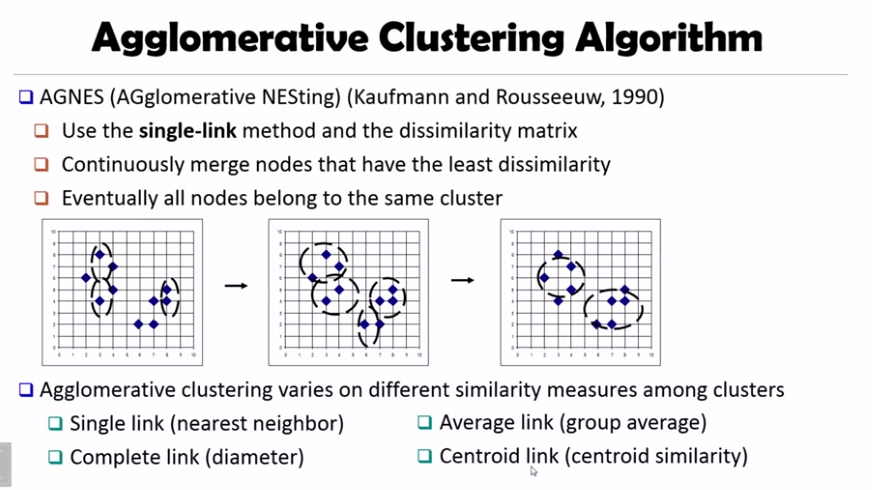 Agglomerative Clustering Algorithm
AGNES (AGglomerative NESting) (Kaufmann and Rousseeuw, 1990)
Use the single-link method and the dissimilarity matrix
Continuously merge nodes that have the least dissimilarity
Eventually all nodes belong to the same cluster
Agglomerative clustering varies on different similarity measures among clusters
Single link (nearest neighbor)
Average link (group average)
Complete link (diameter)
Centroid link (centroid similarity)